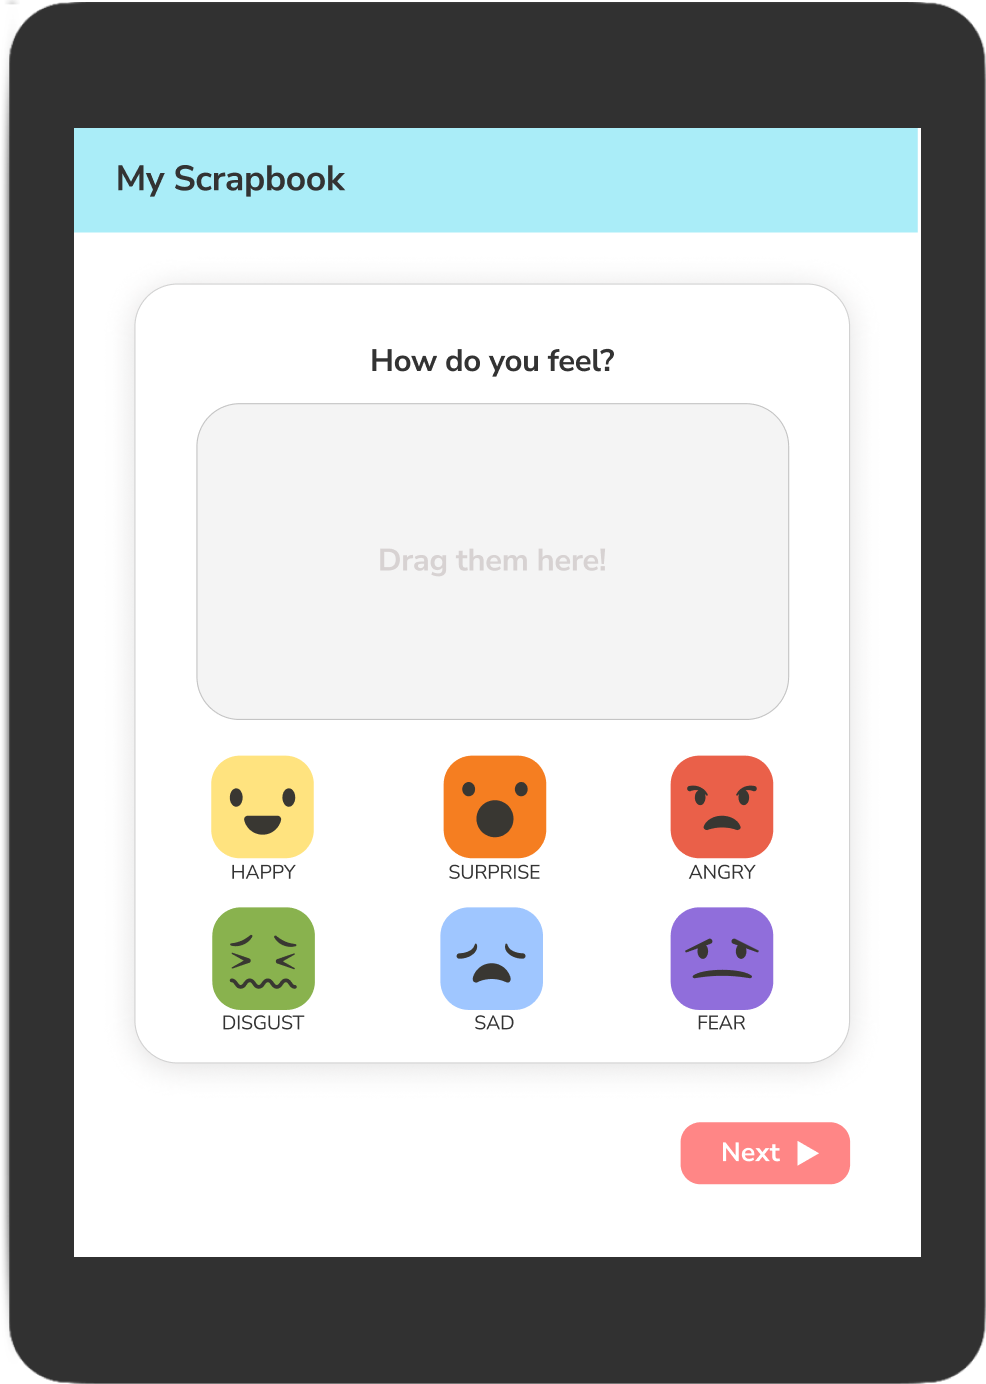 My Scrapbook
How do you feel?
Drag them here!
HAPPY
SURPRISE
ANGRY
DISGUST
SAD
FEAR
Next